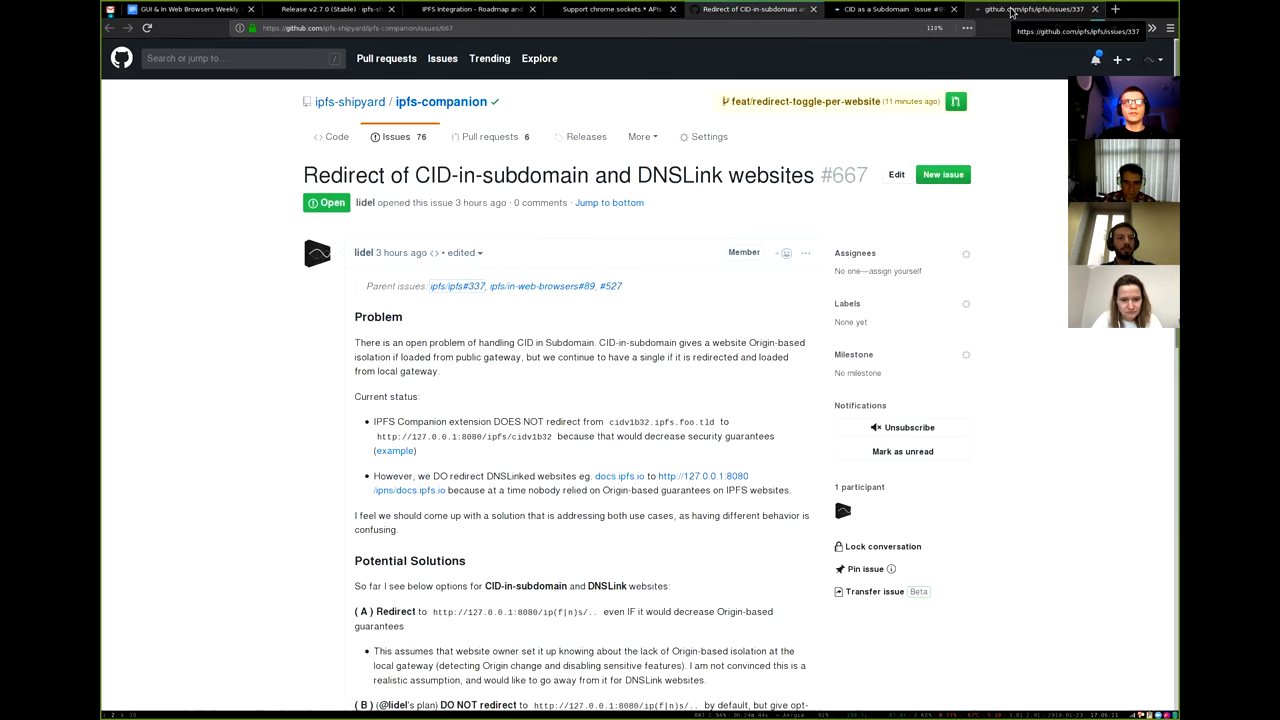 GUI & In Web Browsers Weekly
Release v2.7.0 (Stable) · ipfs-sh
IPFS Integration - Roadmap and
Support chrome.sockets.* APIs
Redirect of CID-in-subdomain an
CID as a Subdomain · Issue #8
github.com/ipfs/ipfs/issues/337
https://github.com/ipfs-shipyard/ipfs-companion/issues/667
110%
https://github.com/ipfs/ipfs/issues/337
Search or jump to...
Pull requests
Issues
Trending
Explore
ipfs-shipyard / ipfs-companion
feat/redirect-toggle-per-website (11 minutes ago)
Code
Issues 76
Pull requests 6
Releases
More
Settings
Redirect of CID-in-subdomain and DNSLink websites #667
Edit
New issue
Open
lidel opened this issue 3 hours ago · 0 comments · Jump to bottom
lidel 3 hours ago • edited
Member
Parent issues: ipfs/ipfs#337, ipfs/in-web-browsers#89, #527
Problem
There is an open problem of handling CID in Subdomain. CID-in-subdomain gives a website Origin-based
isolation if loaded from public gateway, but we continue to have a single if it is redirected and loaded
from local gateway.
Current status:
IPFS Companion extension DOES NOT redirect from cidv1b32.ipfs.foo.tld to
http://127.0.0.1:8080/ipfs/cidv1b32 because that would decrease security guarantees
(example)
However, we DO redirect DNSLinked websites eg. docs.ipfs.io to http://127.0.0.1:8080
/ipns/docs.ipfs.io because at a time nobody relied on Origin-based guarantees on IPFS websites.
I feel we should come up with a solution that is addressing both use cases, as having different behavior is
confusing.
Potential Solutions
So far I see below options for CID-in-subdomain and DNSLink websites:
( A ) Redirect to http://127.0.0.1:8080/ip(f|n)s/.. even IF it would decrease Origin-based
guarantees
This assumes that website owner set it up knowing about the lack of Origin-based isolation at the
local gateway (detecting Origin change and disabling sensitive features). I am not convinced this is a
realistic assumption, and would like to go away from it for DNSLink websites.
( B ) (@lidel's plan) DO NOT redirect to http://127.0.0.1:8080/ip(f|n)s/.. by default, but give opt-
Assignees
No one—assign yourself
Labels
None yet
Milestone
No milestone
Notifications
Unsubscribe
Mark as unread
1 participant
Lock conversation
Pin issue
Transfer issue Beta
2019-01-23
17:06:21